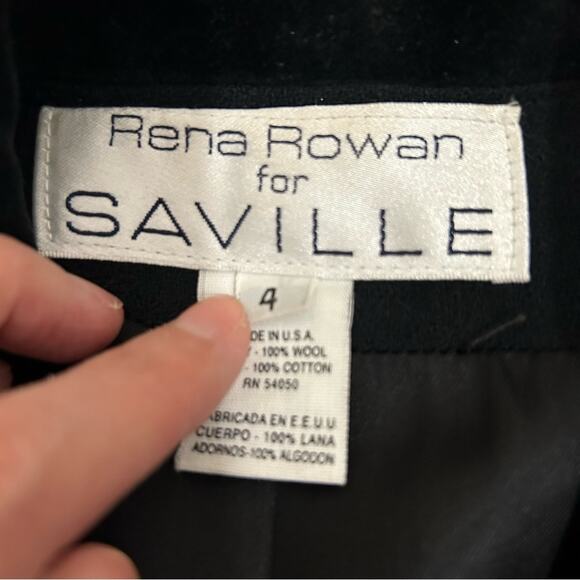 Rena Rowan
for
SAVILLE
4
DE IN U.S.A.
- 100% WOOL
- 100% COTTON
RN 54050
ABRICADA EN E.E.U.U.
CUERPO - 100% LANA
ADORNOS-100% ALGODON